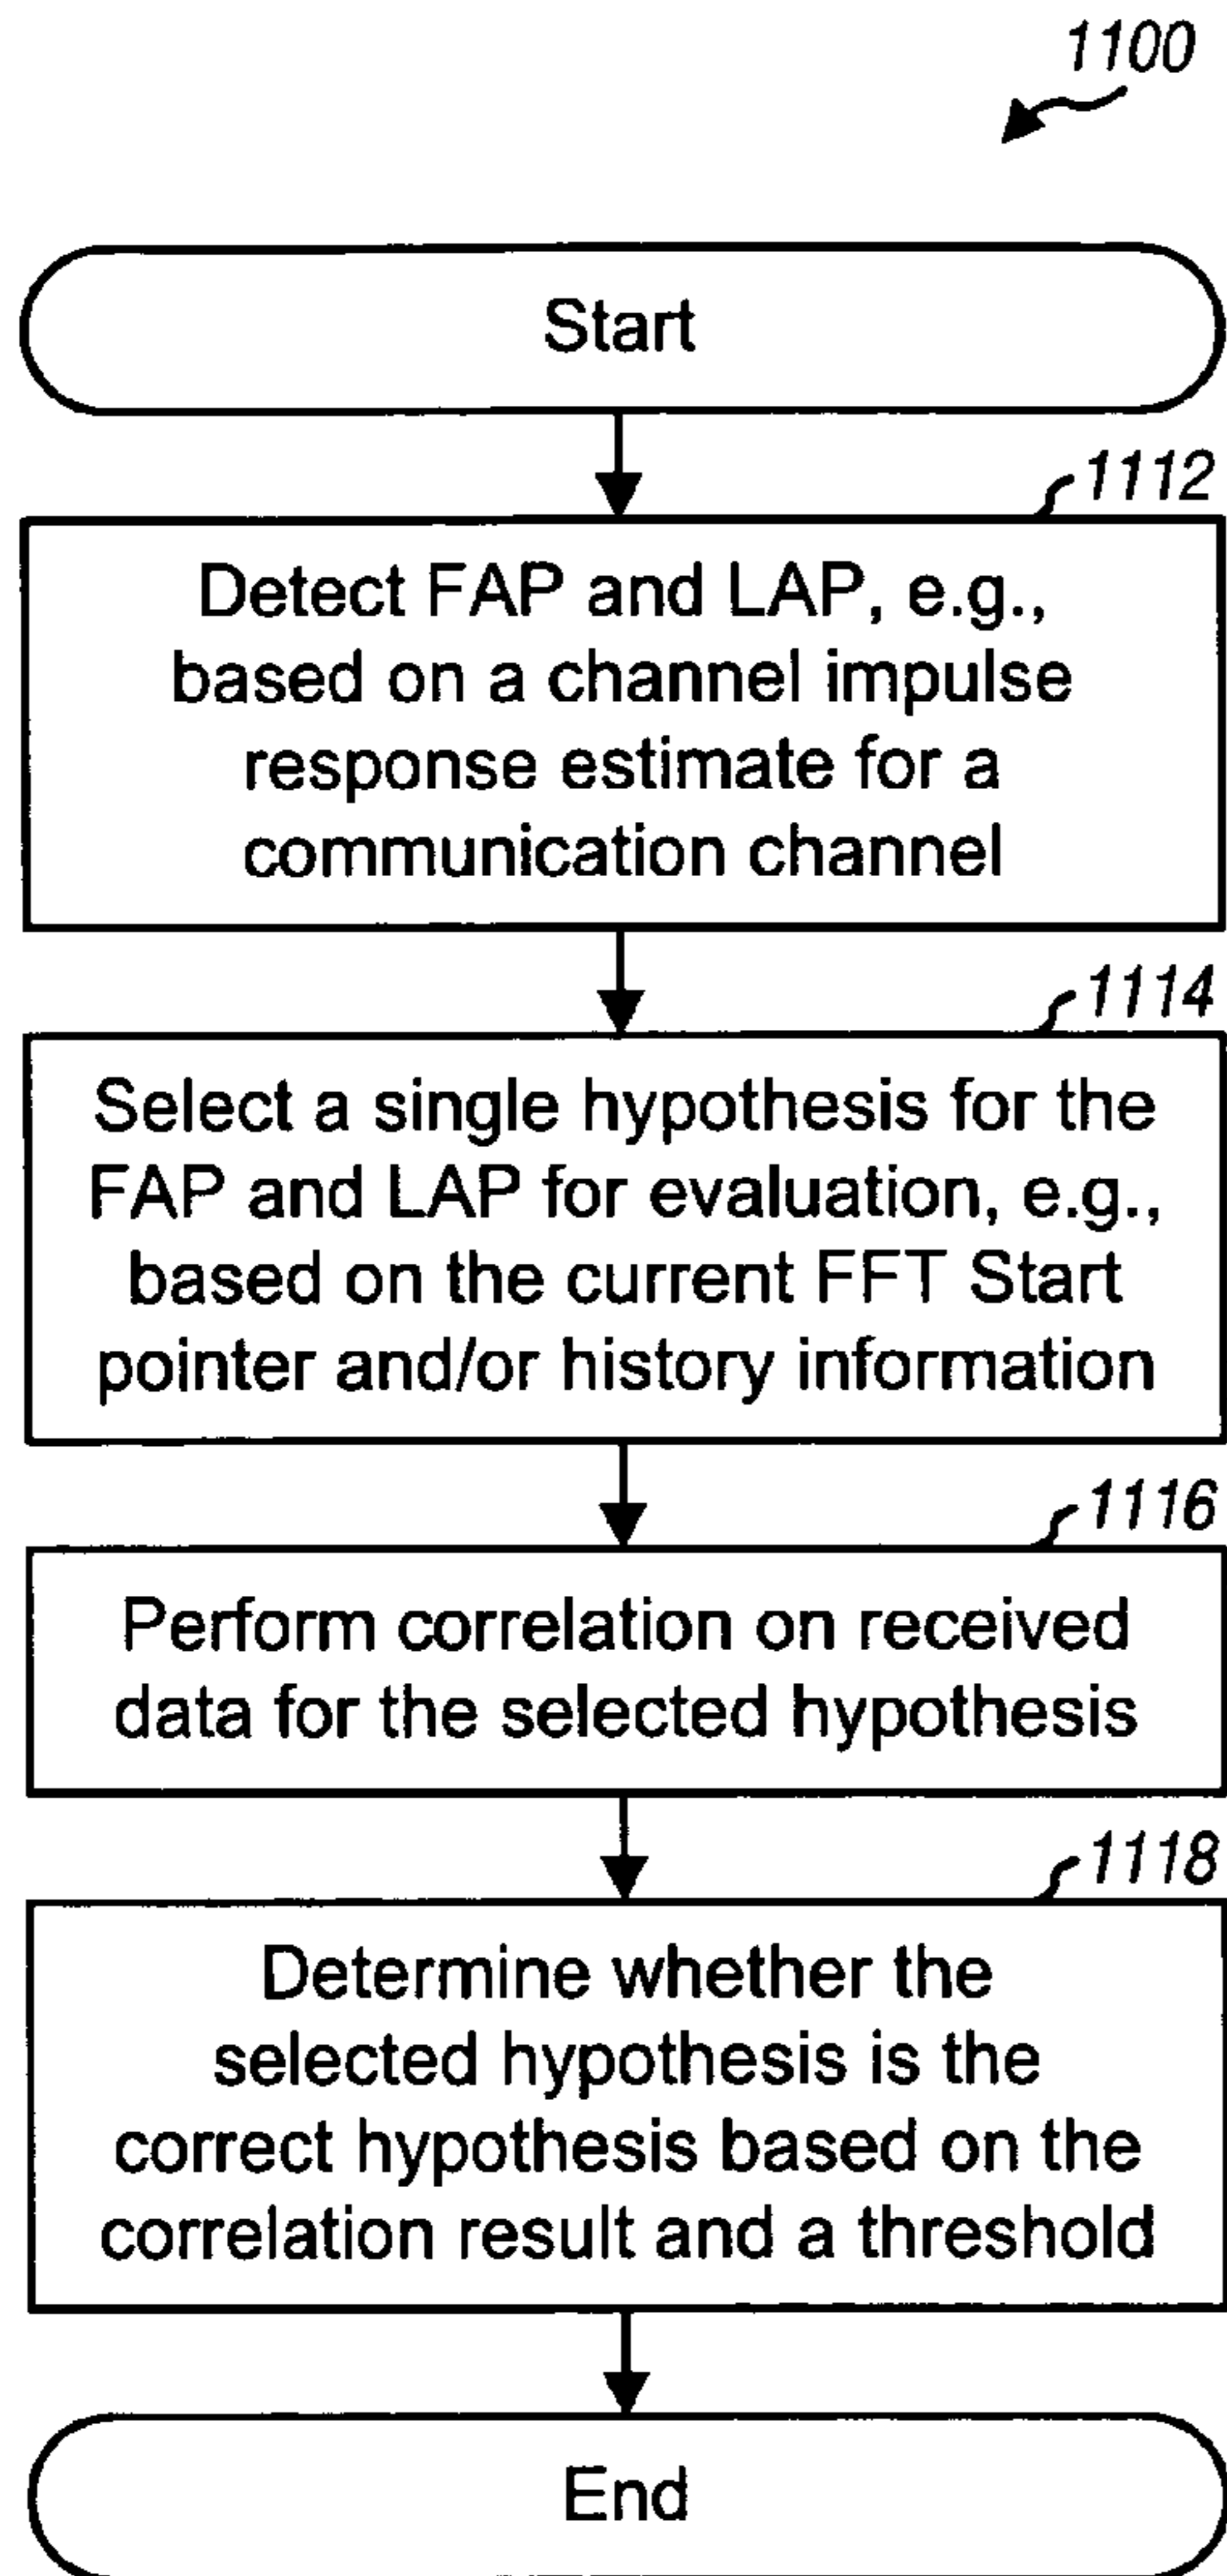 1100
Start
1112
Detect FAP and LAP, e.g.,
based on a channel impulse
response estimate for a
communication channel
1114
Select a single hypothesis for the
FAP and LAP for evaluation, e.g.,
based on the current FFT Start
pointer and/or history information
1116
Perform correlation on received
data for the selected hypothesis
1118
Determine whether the
selected hypothesis is the
correct hypothesis based on the
correlation result and a threshold
End